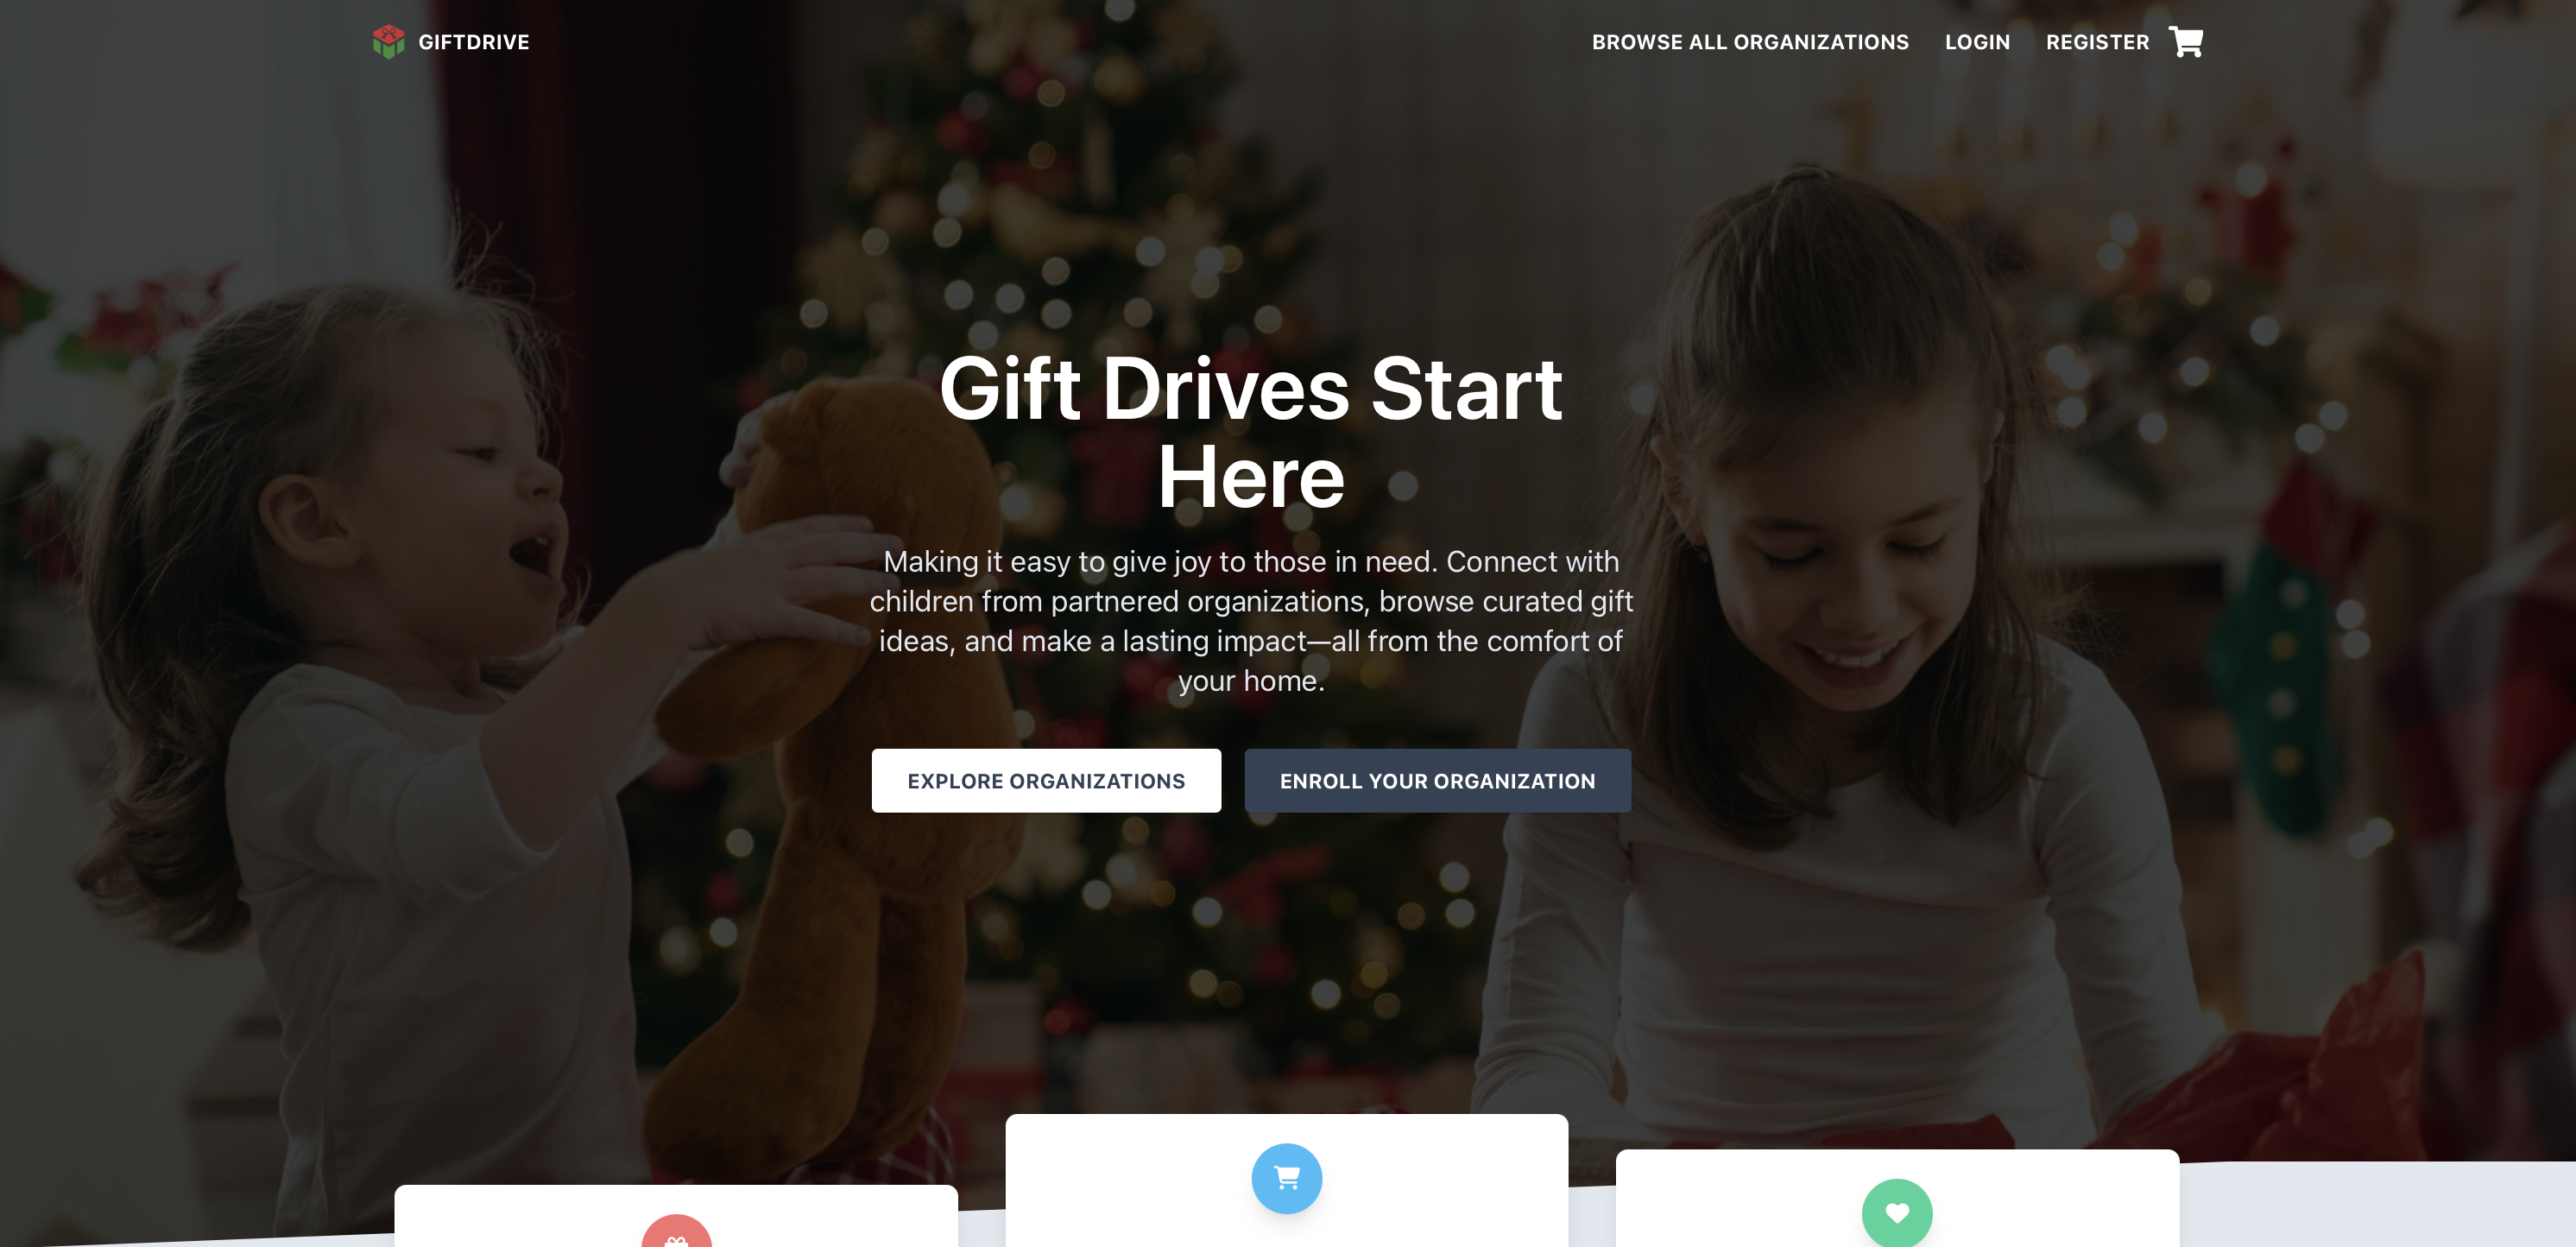 GIFTDRIVE
BROWSE ALL ORGANIZATIONS
LOGIN
REGISTER
Gift Drives Start
Here
Making it easy to give joy to those in need. Connect with
children from partnered organizations, browse curated gift
ideas, and make a lasting impact—all from the comfort of
your home.
EXPLORE ORGANIZATIONS
ENROLL YOUR ORGANIZATION